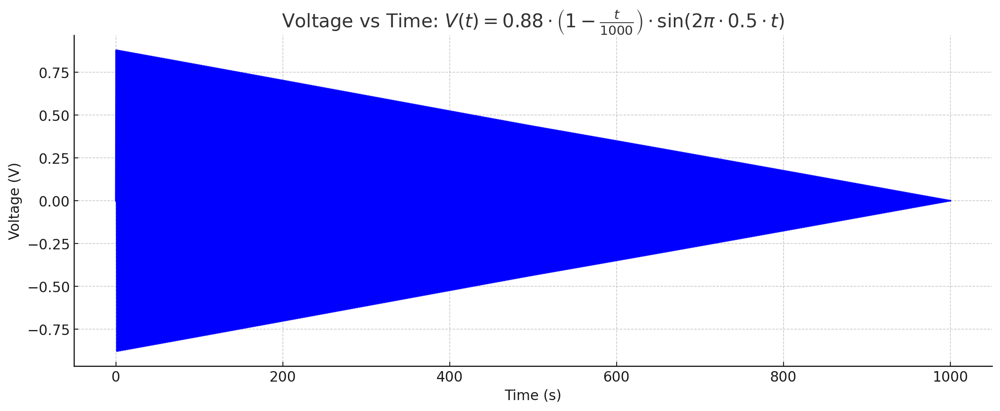 Voltage vs Time: V(t) = 0.88 · (1 − t/1000) · sin(2π · 0.5 · t)
Voltage (V)
0.75
0.50
0.25
0.00
−0.25
−0.50
−0.75
0 200 400 600 800 1000
Time (s)